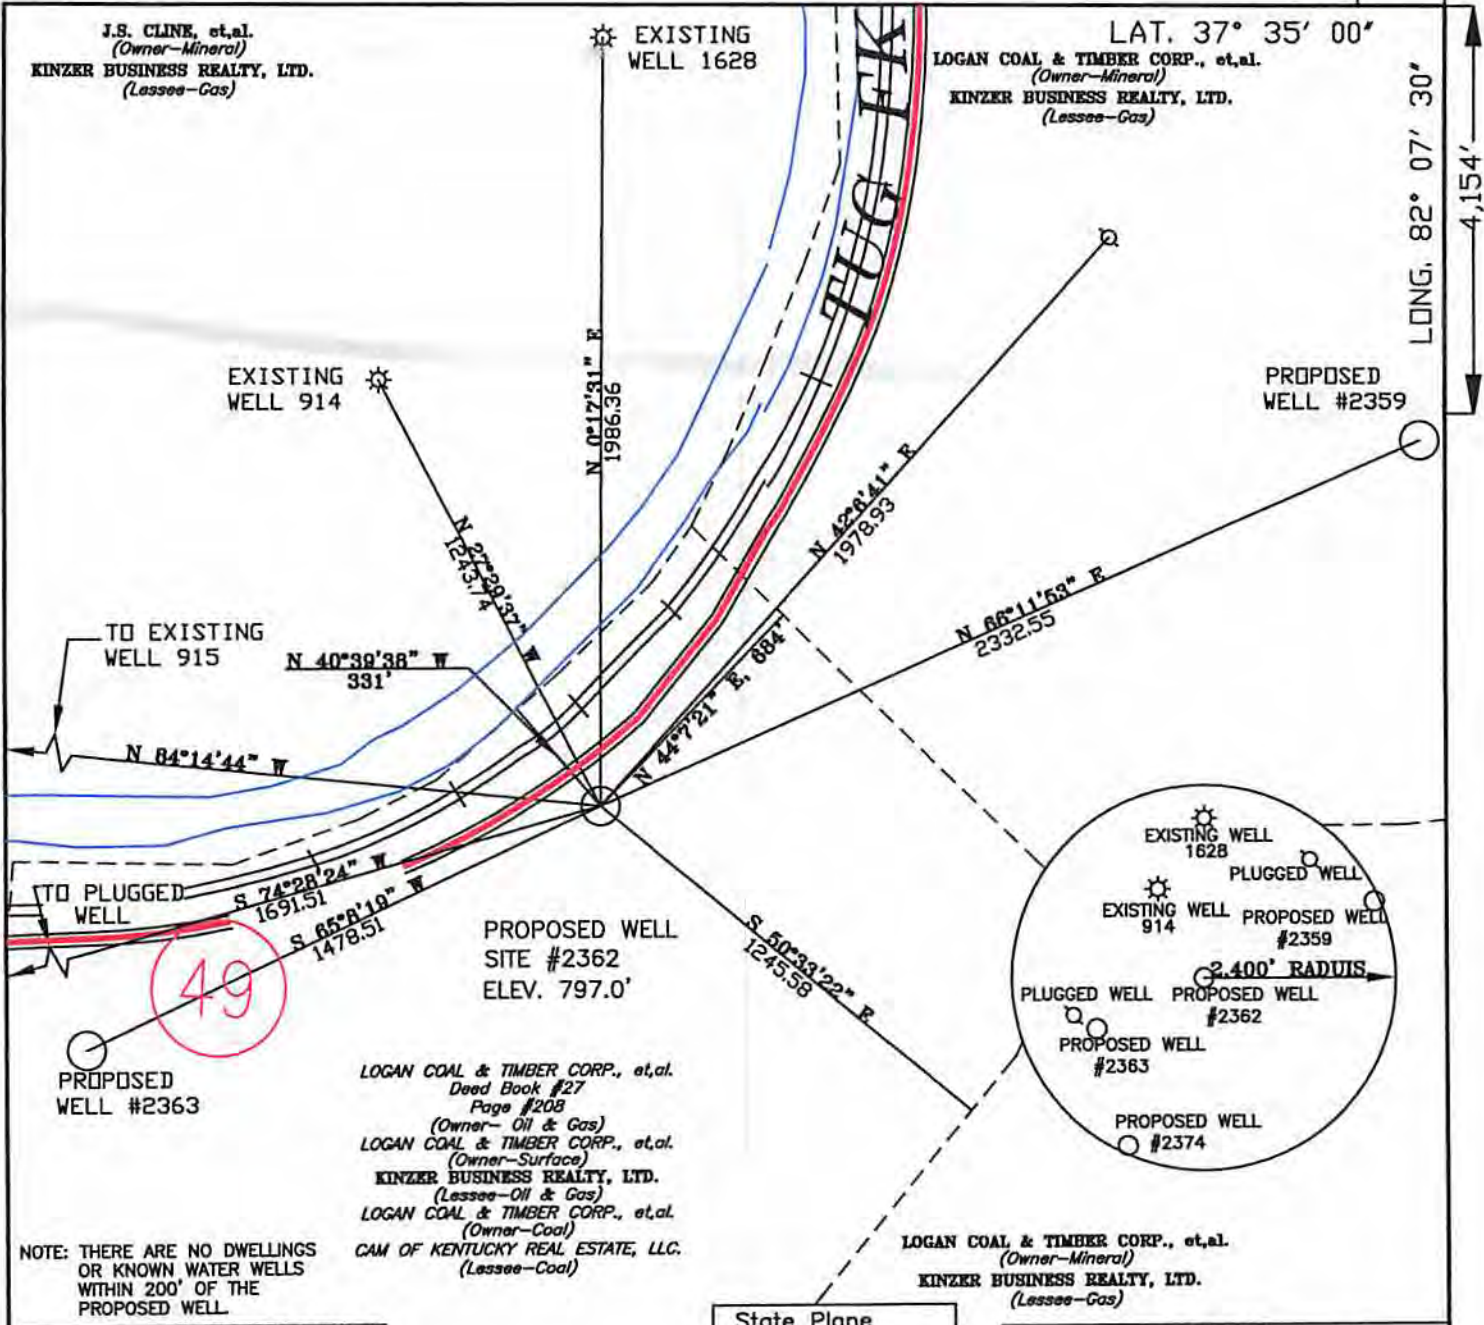 J.S. CLINE, et,al.
(Owner-Mineral)
KINZER BUSINESS REALTY, LTD.
(Lessee-Gas)
EXISTING
WELL 1628
TUG FK
LAT. 37° 35' 00"
LOGAN COAL & TIMBER CORP., et,al.
(Owner-Mineral)
KINZER BUSINESS REALTY, LTD.
(Lessee-Gas)
LONG. 82° 07' 30"
4,154'
EXISTING
WELL 914
N 0°17'31" E
1986.36
PROPOSED
WELL #2359
N 27°29'37" W
1243.74
N 42°6'41" E
1978.93
N 66°11'53" E
2332.55
TO EXISTING
WELL 915
N 40°39'38" W
331'
N 44°7'21" E, 684'
N 84°14'44" W
TO PLUGGED
WELL
S 74°28'24" W
1691.51
S 65°8'19" W
1478.51
49
PROPOSED WELL
SITE #2362
ELEV. 797.0'
S 50°33'22" E
1245.58
EXISTING WELL
1628
PLUGGED WELL
EXISTING WELL
914
PROPOSED WELL
#2359
2,400' RADUIS
PLUGGED WELL
PROPOSED WELL
#2362
PROPOSED WELL
#2363
PROPOSED WELL
#2374
PROPOSED
WELL #2363
LOGAN COAL & TIMBER CORP., et,al.
Deed Book #27
Page #208
(Owner- Oil & Gas)
LOGAN COAL & TIMBER CORP., et,al.
(Owner-Surface)
KINZER BUSINESS REALTY, LTD.
(Lessee-Oil & Gas)
LOGAN COAL & TIMBER CORP., et,al.
(Owner-Coal)
CAM OF KENTUCKY REAL ESTATE, LLC.
(Lessee-Coal)
NOTE: THERE ARE NO DWELLINGS
OR KNOWN WATER WELLS
WITHIN 200' OF THE
PROPOSED WELL
LOGAN COAL & TIMBER CORP., et,al.
(Owner-Mineral)
KINZER BUSINESS REALTY, LTD.
(Lessee-Gas)
State Plane